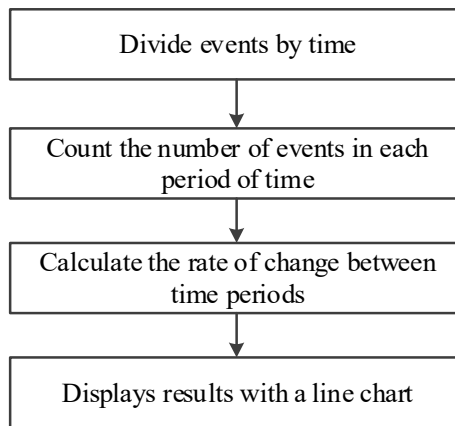 Divide events by time
Count the number of events in each
period of time
Calculate the rate of change between
time periods
Displays results with a line chart